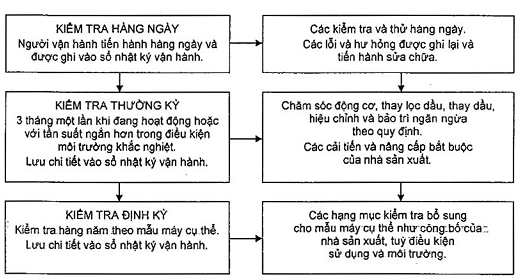 KIỂM TRA HÀNG NGÀY
Người vận hành tiến hành hàng ngày và
được ghi vào sổ nhật ký vận hành.
Các kiểm tra và thử hàng ngày.
Các lỗi và hư hỏng được ghi lại và
tiến hành sửa chữa.
KIỂM TRA THƯỜNG KỲ
3 tháng một lần khi đang hoạt động hoặc
với tần suất ngắn hơn trong điều kiện
môi trường khắc nghiệt.
Lưu chi tiết vào sổ nhật ký vận hành.
Chăm sóc động cơ, thay lọc dầu, thay dầu,
hiệu chỉnh và bảo trì ngăn ngừa
theo quy định.
Các cải tiến và nâng cấp bắt buộc
của nhà sản xuất.
KIỂM TRA ĐỊNH KỲ
Kiểm tra hàng năm theo mẫu máy cụ thể.
Lưu chi tiết vào sổ nhật ký vận hành.
Các hạng mục kiểm tra bổ sung
cho mẫu máy cụ thể như công bố của
nhà sản xuất, tuỳ điều kiện
sử dụng và môi trường.